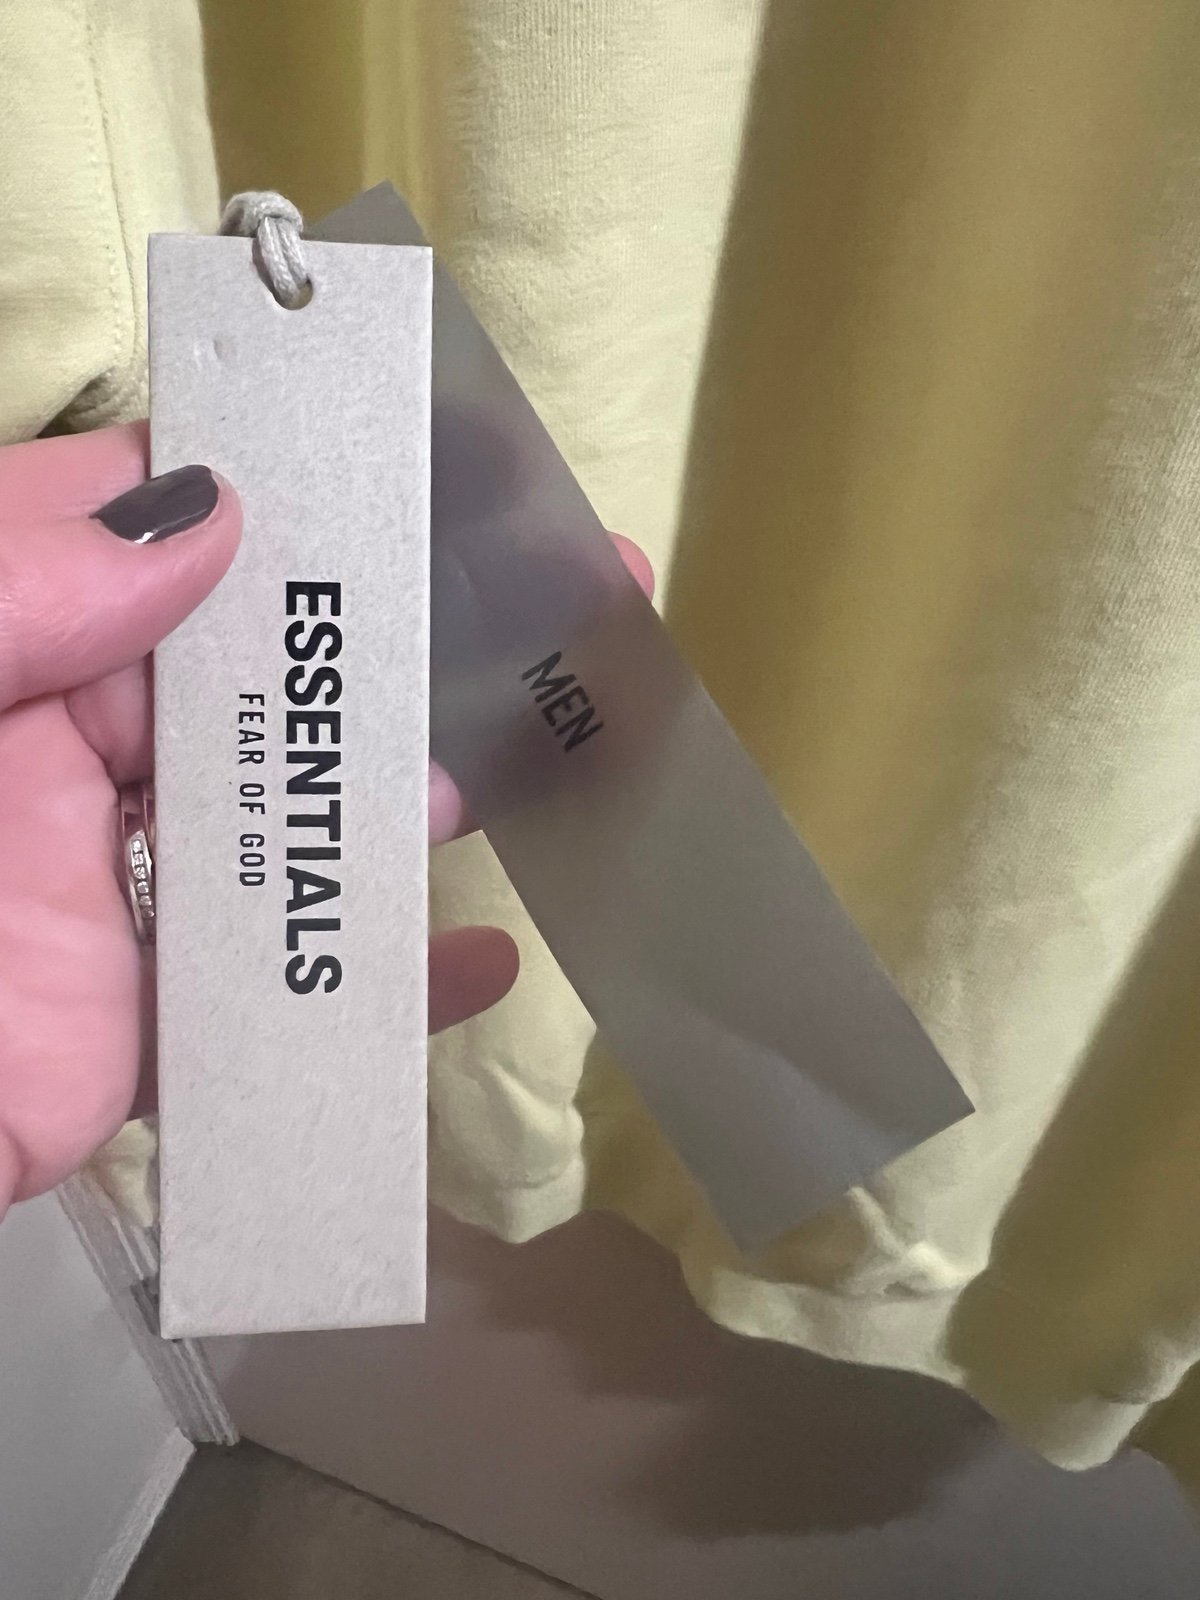 ESSENTIALS
FEAR OF GOD
MEN